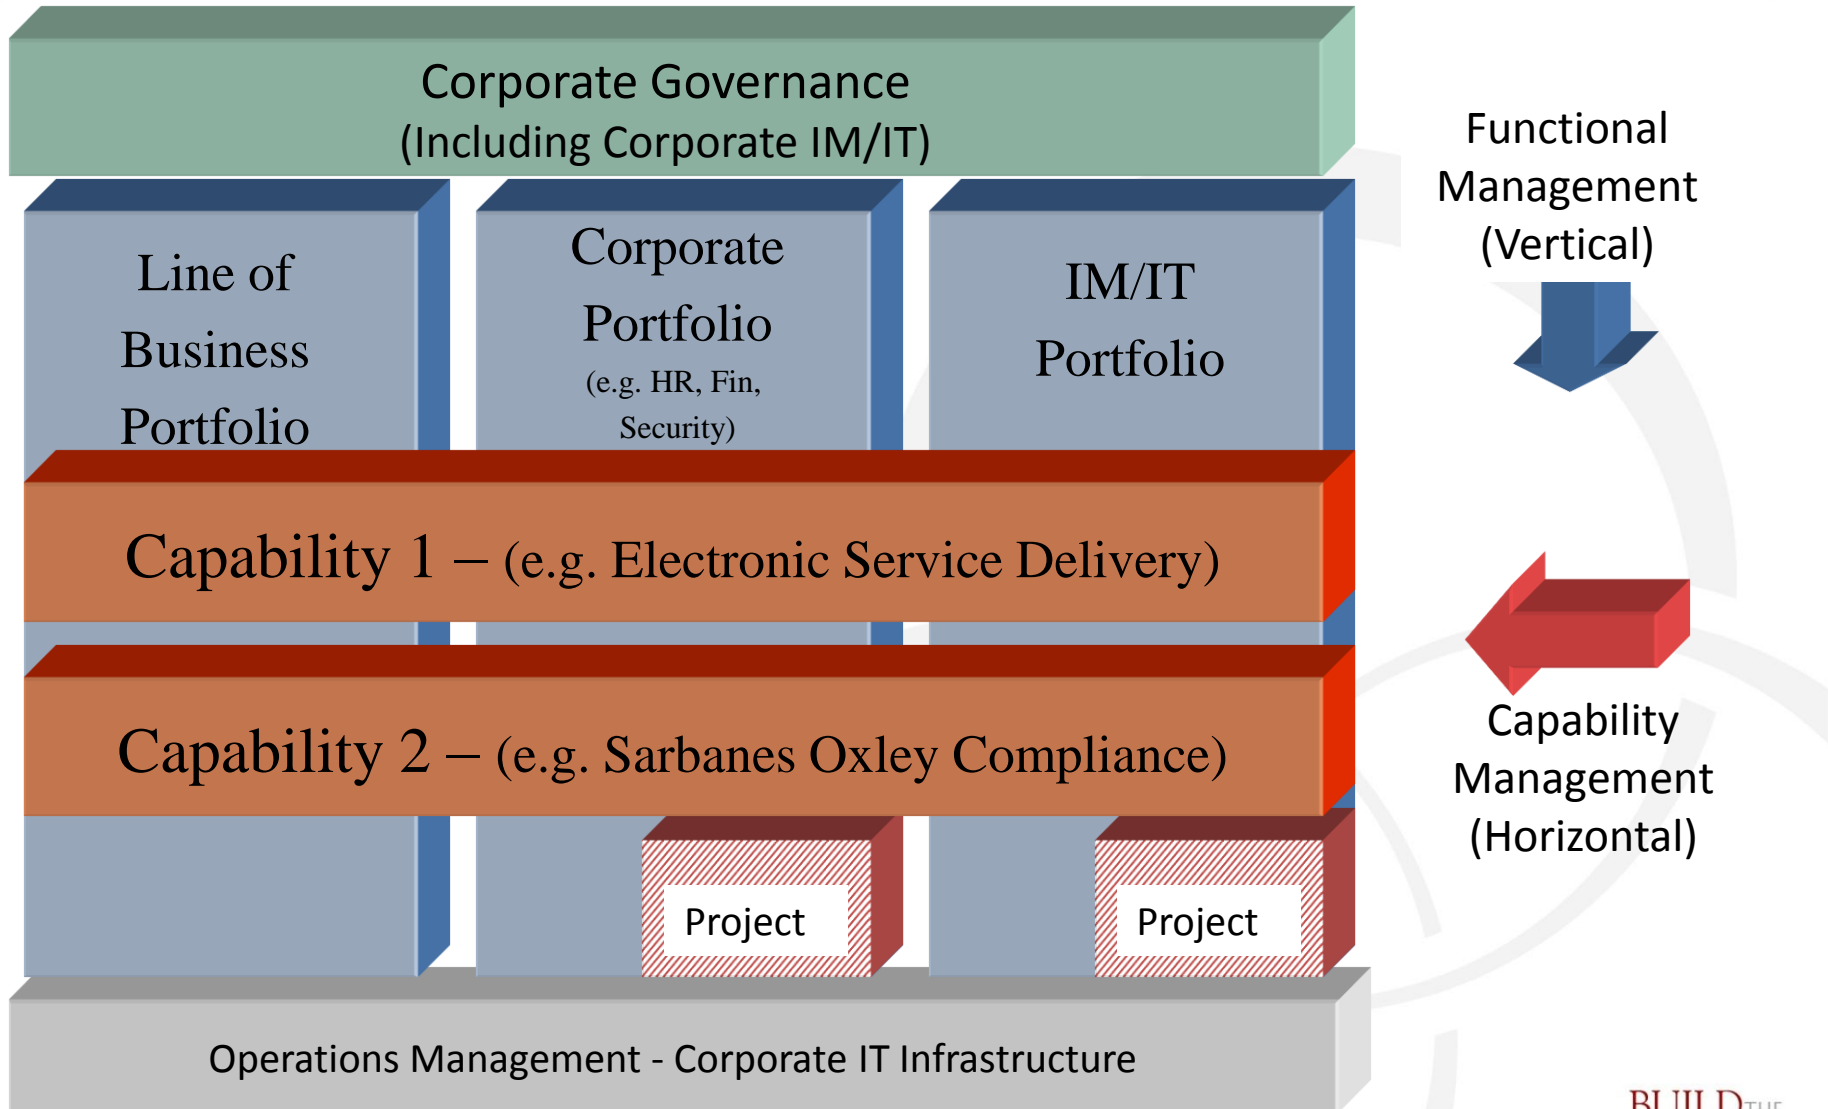 Corporate Governance
(Including Corporate IM/IT)
Functional
Management
(Vertical)
Line of
Business
Portfolio
Corporate
Portfolio
(e.g. HR, Fin,
Security)
IM/IT
Portfolio
Capability 1 – (e.g. Electronic Service Delivery)
Capability 2 – (e.g. Sarbanes Oxley Compliance)
Capability
Management
(Horizontal)
Project
Project
Operations Management - Corporate IT Infrastructure
BUILD THE